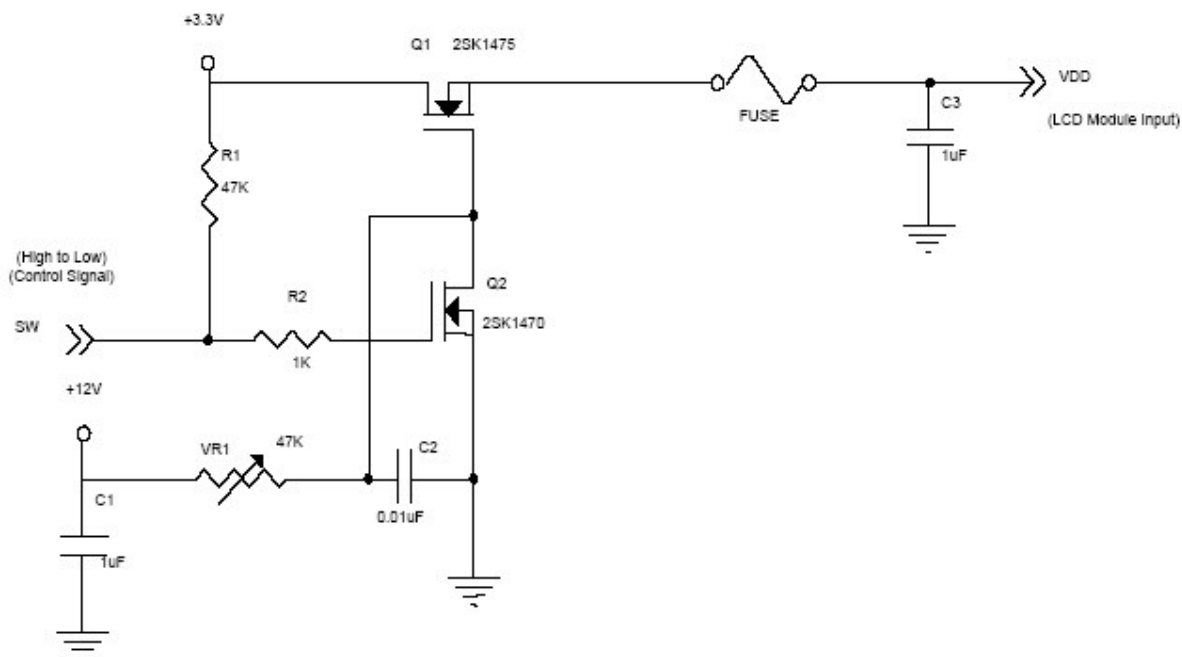 +3.3V
Q1 2SK1475
VDD
C3
FUSE
(LCD Module Input)
1uF
R1
47K
(High to Low)
(Control Signal)
Q2
R2
SW
2SK1470
1K
+12V
VR1
47K
C2
C1
0.01uF
1uF